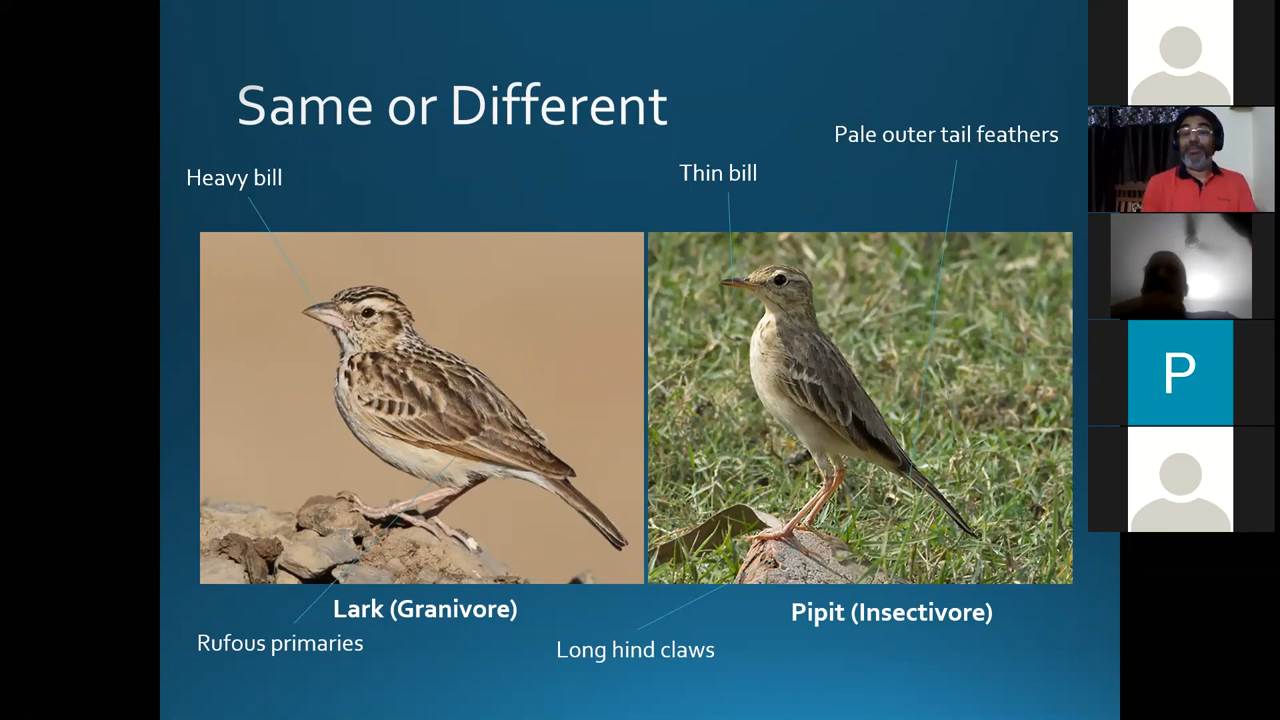 Same or Different
Heavy bill
Thin bill
Pale outer tail feathers
Lark (Granivore)
Pipit (Insectivore)
Rufous primaries
Long hind claws
P